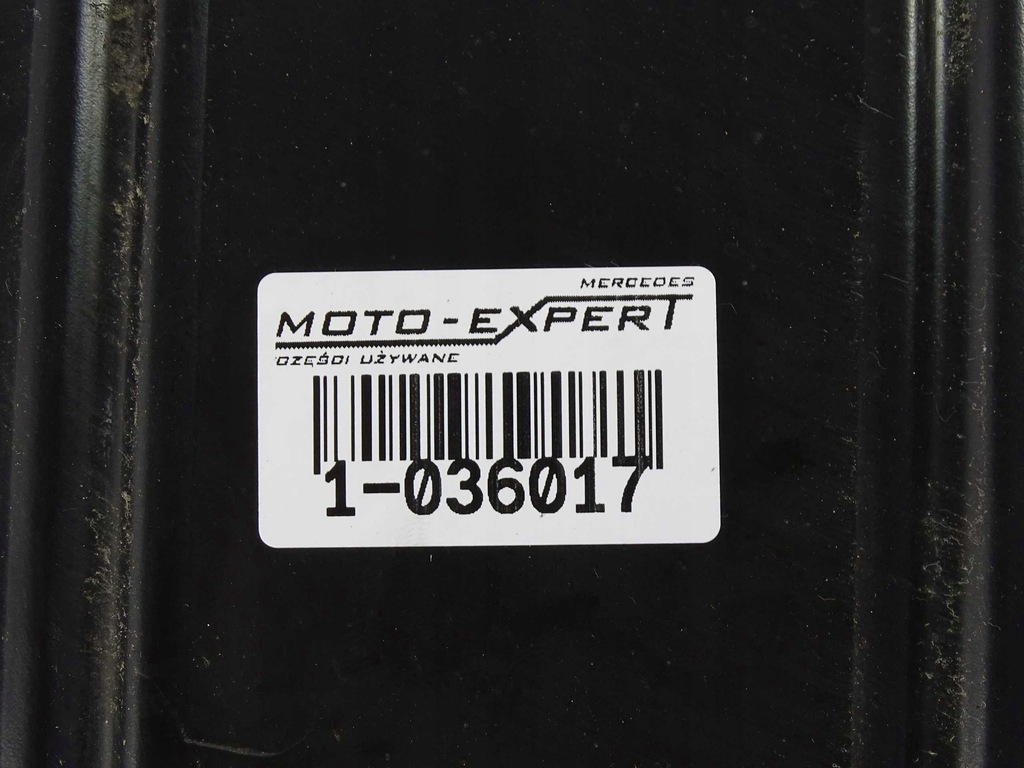 MERCEDES
MOTO-EXPERT
CZĘŚCI UŻYWANE
1-036017